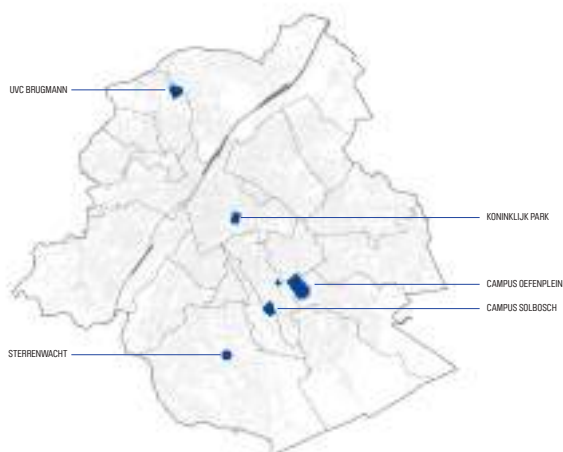 UVC BRUGMANN
KONINKLIJK PARK
CAMPUS OEFENPLEIN
CAMPUS SOLBOSCH
STERRENWACHT